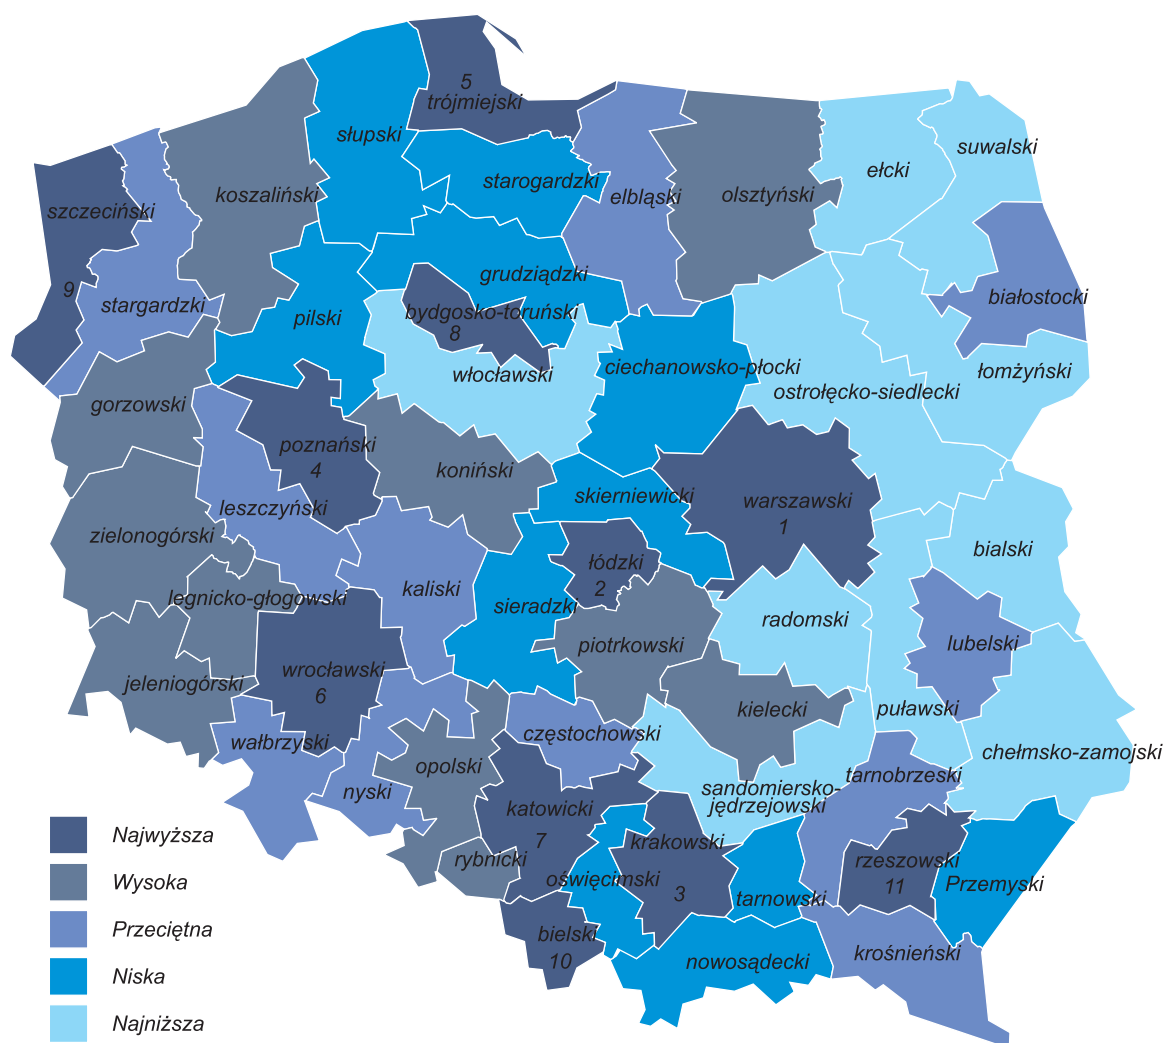 5
trójmiejski
słupski
suwalski
ełcki
starogardzki
koszaliński
elbląski
olsztyński
szczeciński
grudziądzki
9
stargardzki
białostocki
pilski
bydgosko-toruński
8
włocławski
ciechanowsko-płocki
łomżyński
ostrołęcko-siedlecki
gorzowski
poznański
4
koniński
skierniewicki
warszawski
1
leszczyński
zielonogórski
bialski
łódzki
2
kaliski
legnicko-głogowski
sieradzki
radomski
piotrkowski
lubelski
wrocławski
6
jeleniogórski
kielecki
puławski
wałbrzyski
częstochowski
chełmsko-zamojski
opolski
tarnobrzeski
nyski
sandomiersko-
jędrzejowski
katowicki
7
krakowski
3
rybnicki
rzeszowski
11
oświęcimski
tarnowski
Przemyski
bielski
10
nowosądecki
krośnieński
Najwyższa
Wysoka
Przeciętna
Niska
Najniższa